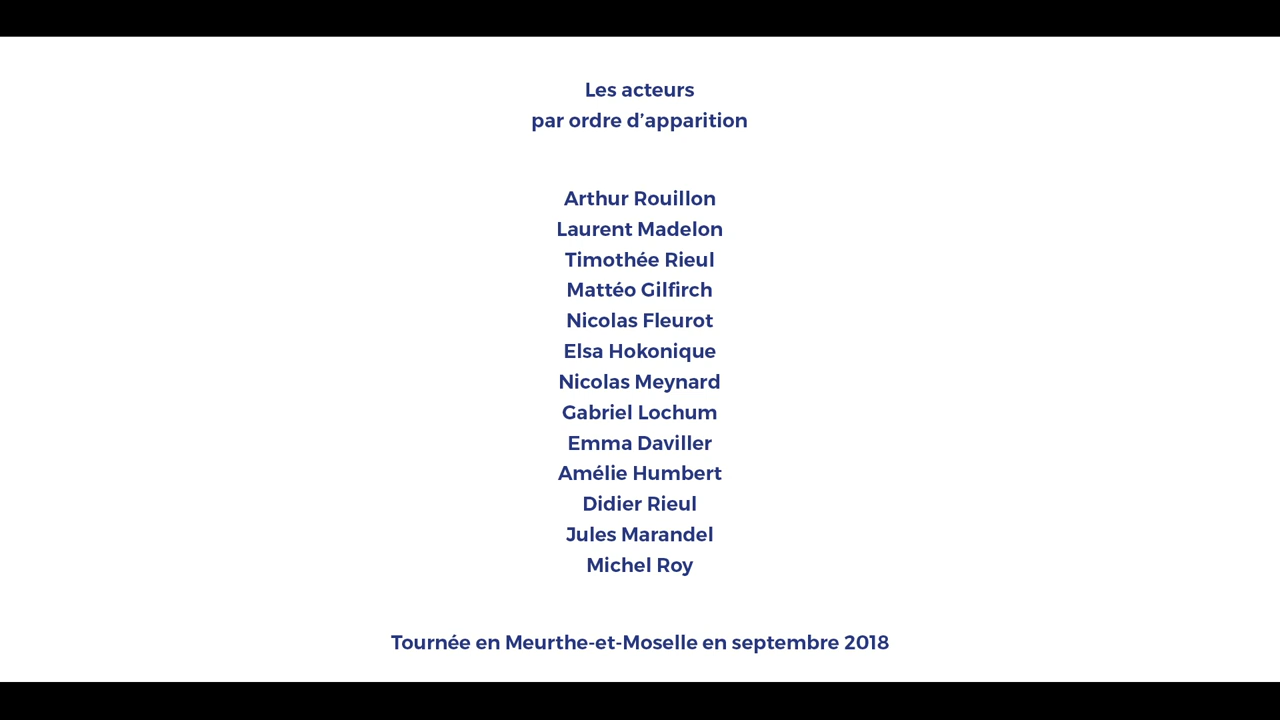 Les acteurs
par ordre d’apparition
Arthur Rouillon
Laurent Madelon
Timothée Rieul
Mattéo Gilfirch
Nicolas Fleurot
Elsa Hokonique
Nicolas Meynard
Gabriel Lochum
Emma Daviller
Amélie Humbert
Didier Rieul
Jules Marandel
Michel Roy
Tournée en Meurthe-et-Moselle en septembre 2018